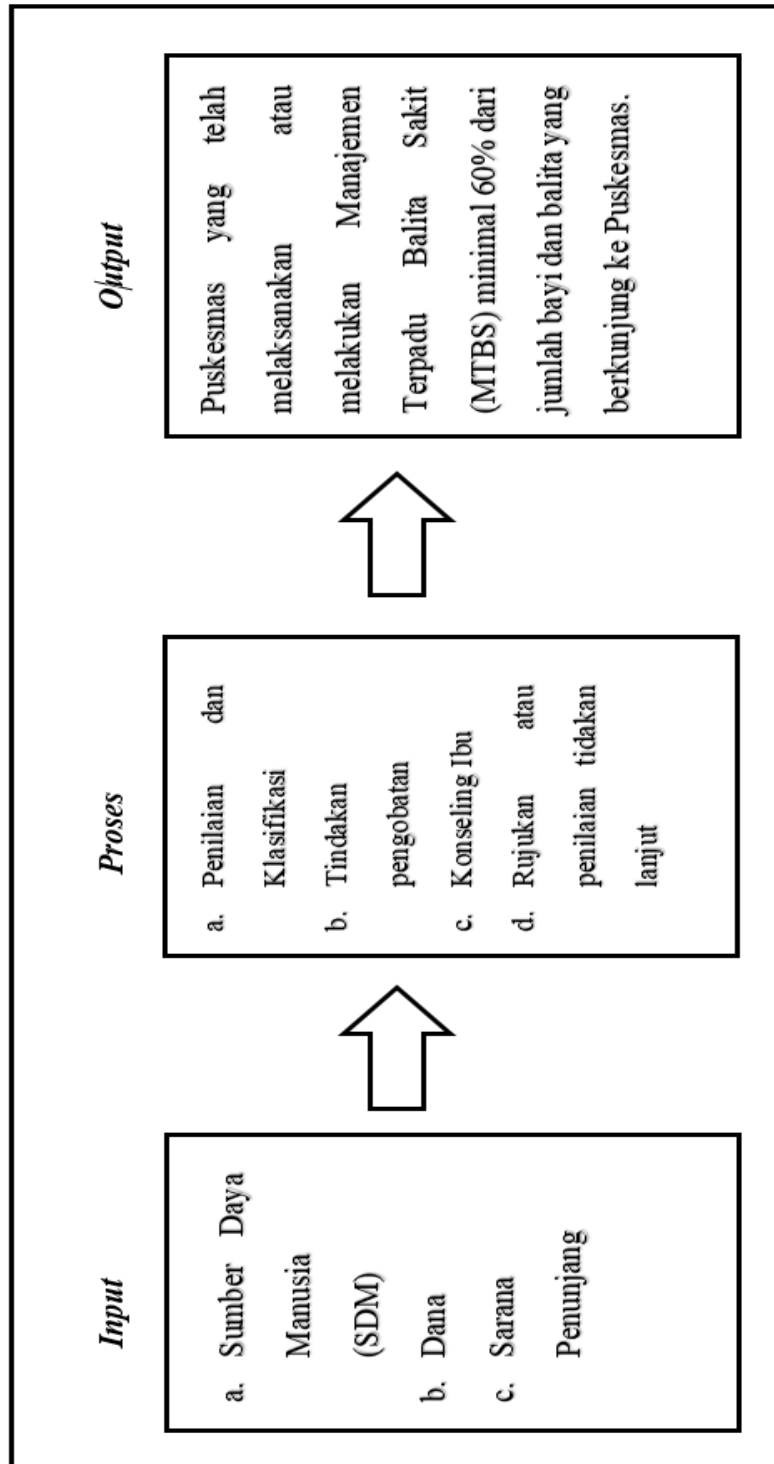 Input
a. Sumber Daya
Manusia
(SDM)
b. Dana
c. Sarana
Penunjang
Proses
a. Penilaian dan
Klasifikasi
b. Tindakan
pengobatan
c. Konseling Ibu
d. Rujukan atau
penilaian tidakan
lanjut
Output
Puskesmas yang telah
melaksanakan atau
melakukan Manajemen
Terpadu Balita Sakit
(MTBS) minimal 60% dari
jumlah bayi dan balita yang
berkunjung ke Puskesmas.